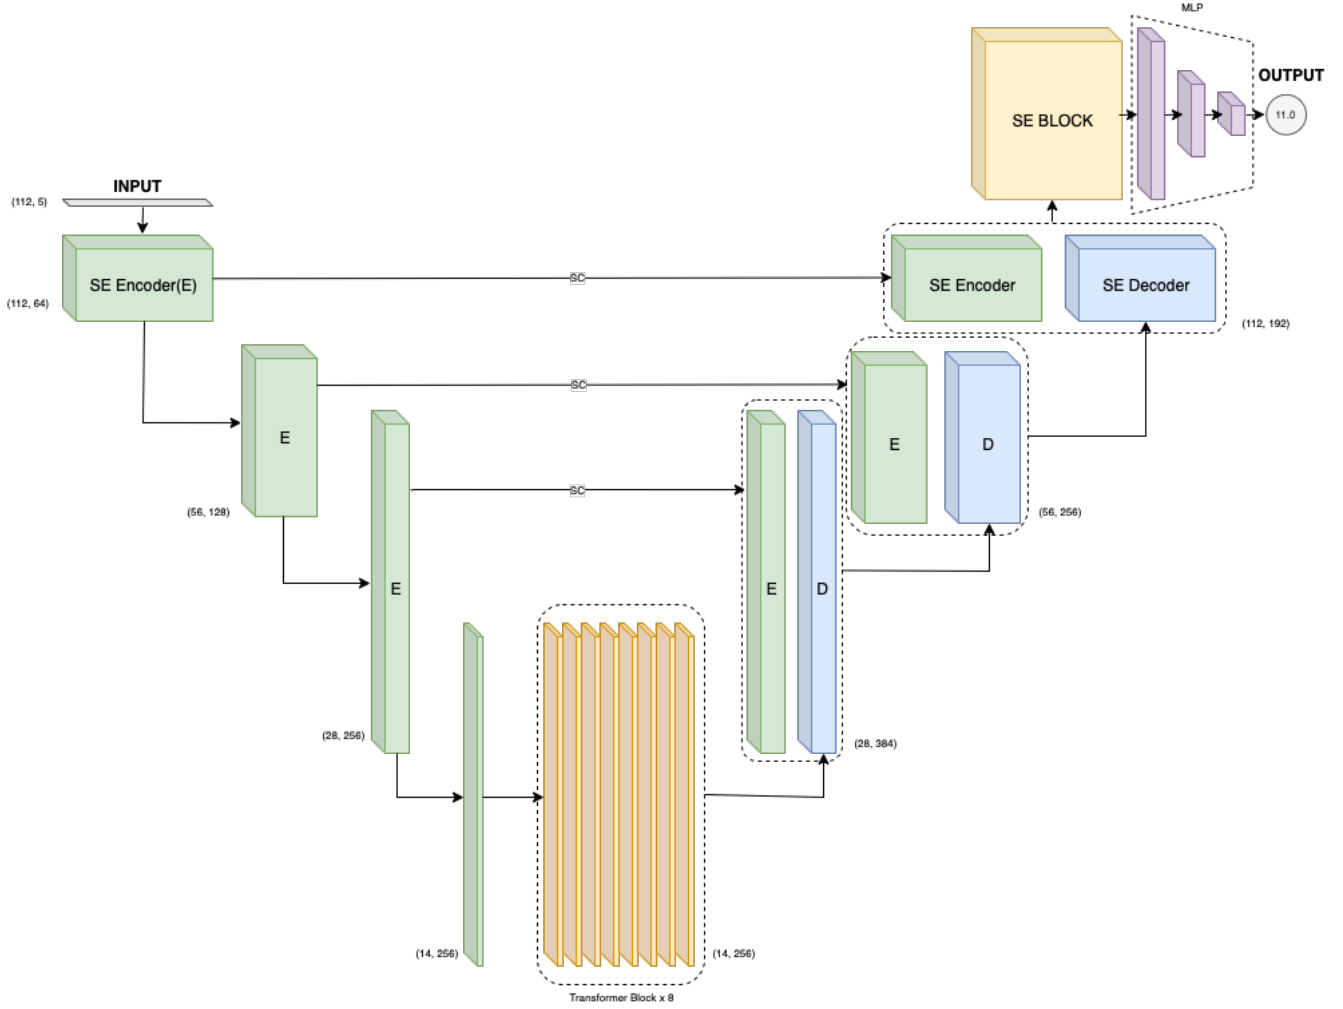 MLP
OUTPUT
SE BLOCK
11.0
INPUT
(112, 5)
SE Encoder(E)
SC
SE Encoder
SE Decoder
(112, 64)
(112, 192)
SC
E
E
D
SC
(56, 128)
(56, 256)
E
E
D
(28, 256)
(28, 384)
(14, 256)
(14, 256)
Transformer Block x 8